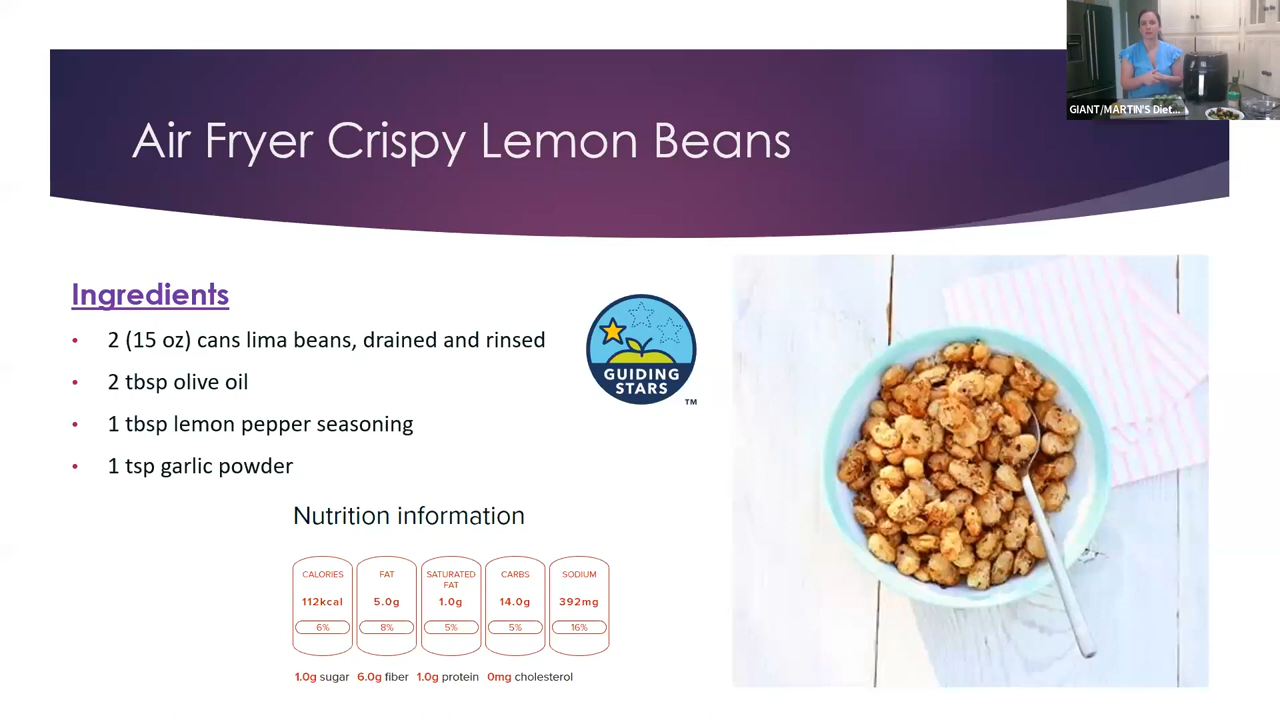 GIANT/MARTIN'S Diet...
Air Fryer Crispy Lemon Beans
Ingredients
• 2 (15 oz) cans lima beans, drained and rinsed
• 2 tbsp olive oil
• 1 tbsp lemon pepper seasoning
• 1 tsp garlic powder
GUIDING
STARS
TM
Nutrition information
CALORIES FAT SATURATED FAT CARBS SODIUM
112kcal 5.0g 1.0g 14.0g 392mg
6% 8% 5% 5% 16%
1.0g sugar 6.0g fiber 1.0g protein 0mg cholesterol